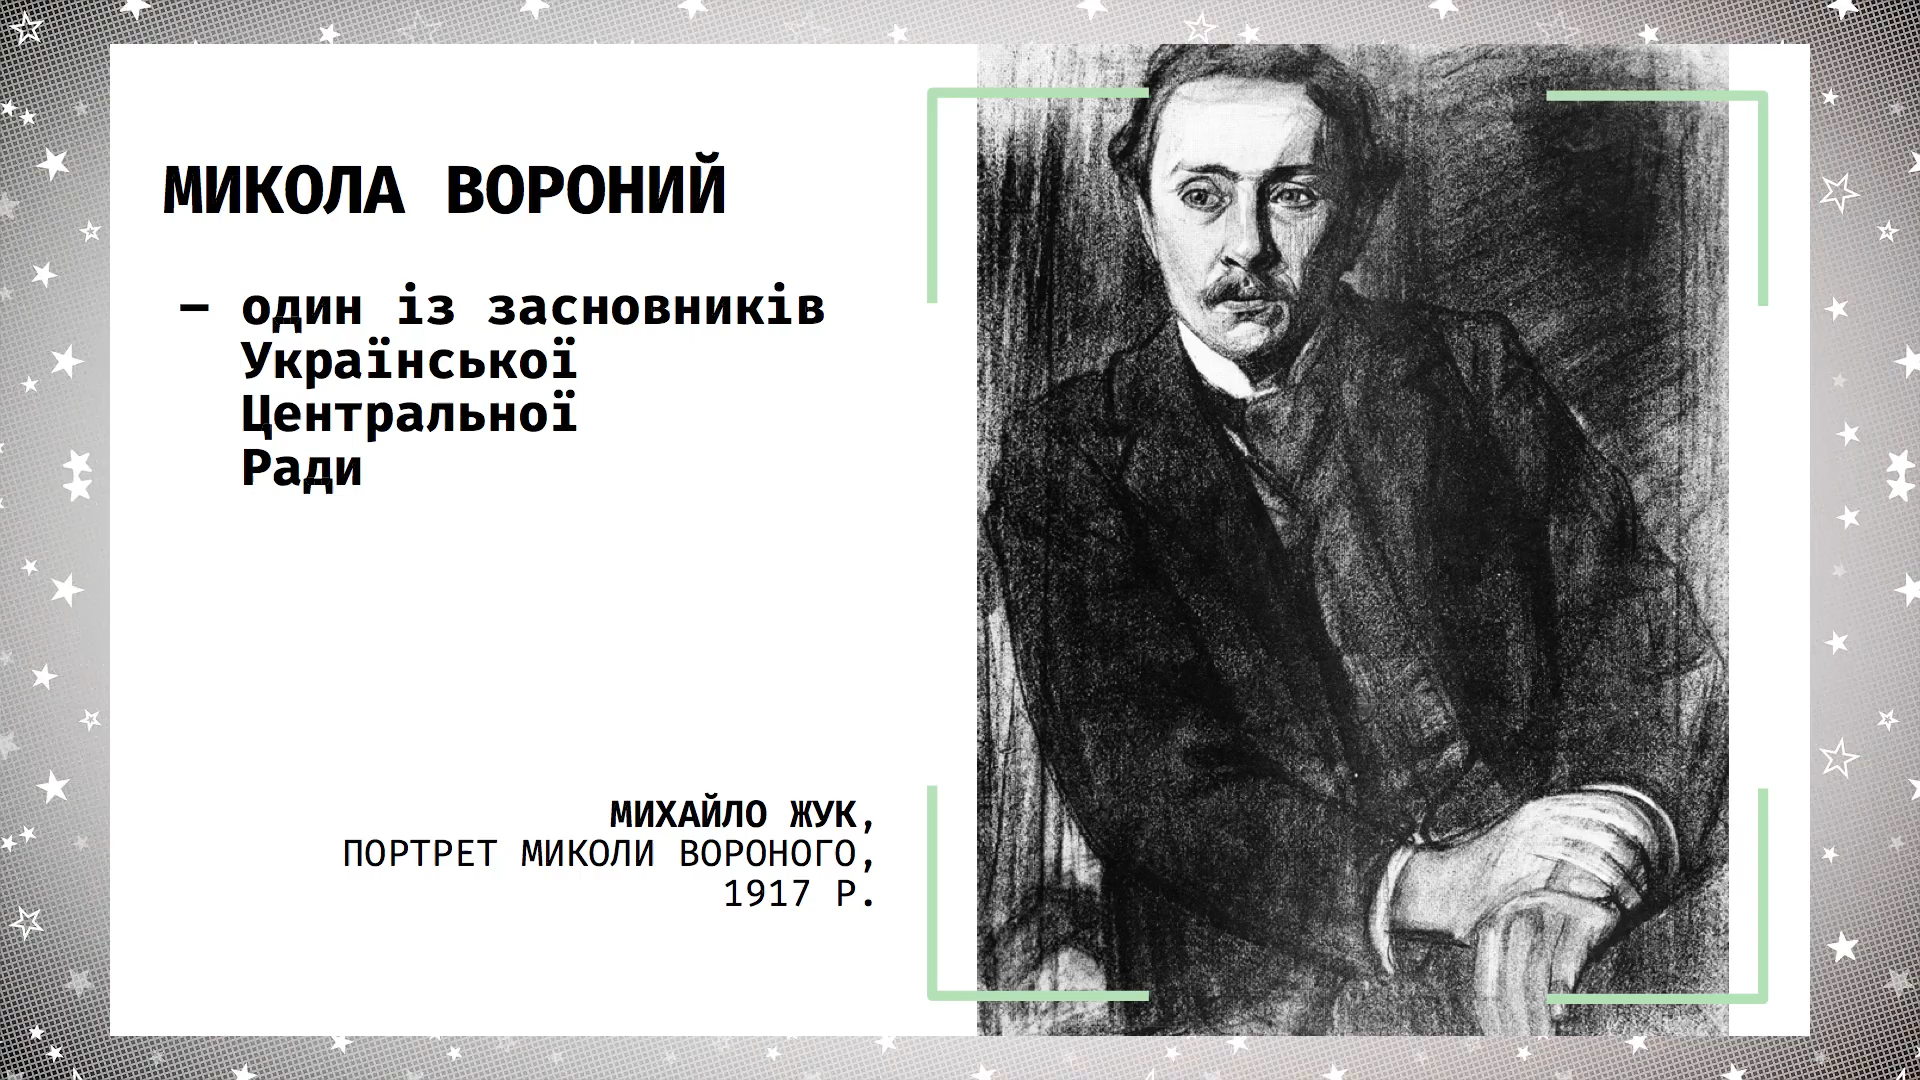 МИКОЛА ВОРОНИЙ
– один із засновників
Української
Центральної
Ради
МИХАЙЛО ЖУК,
ПОРТРЕТ МИКОЛИ ВОРОНОГО,
1917 Р.